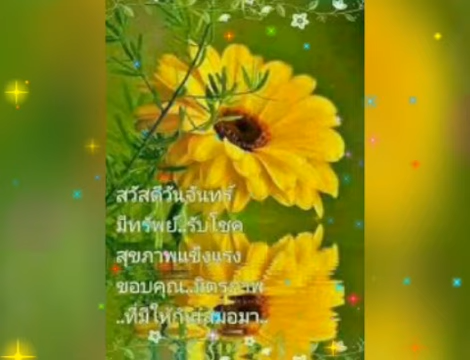 สวัสดีวันจันทร์
มีทรัพย์..รับโชค
สุขภาพแข็งแรง
ขอบคุณ..มิตรภาพ
..ที่มีให้กันเสมอมา..